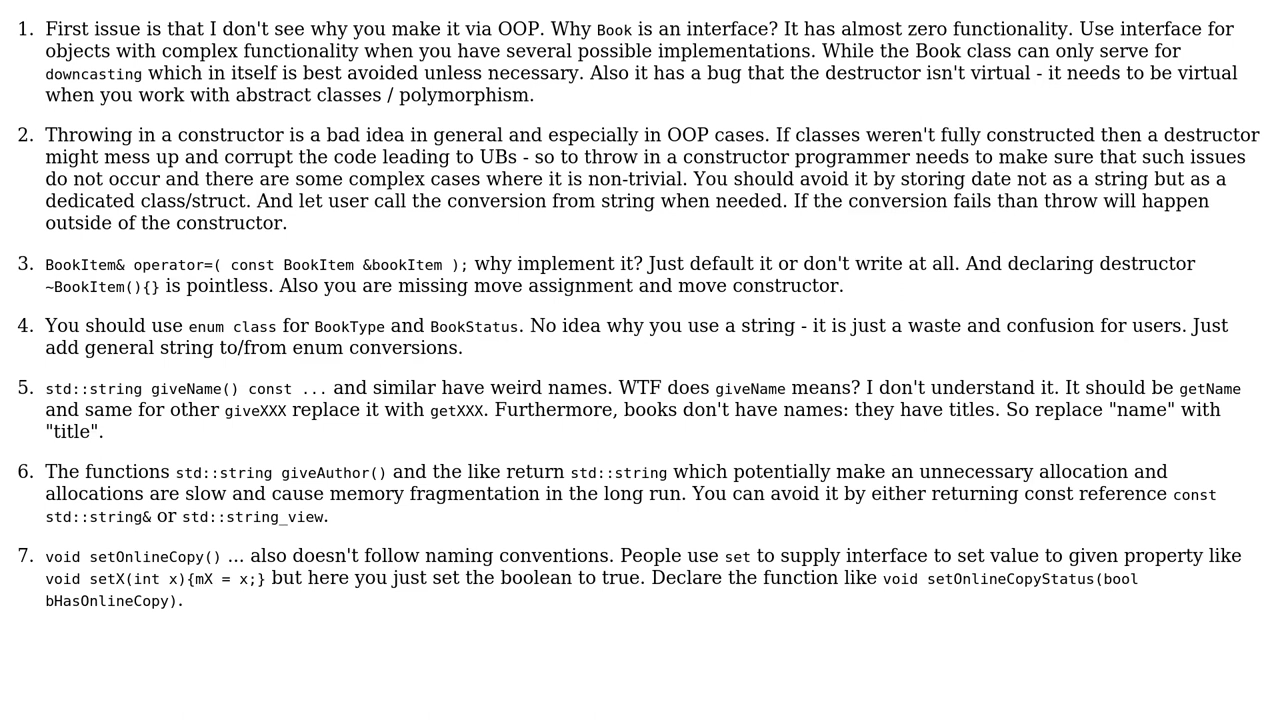 1. First issue is that I don't see why you make it via OOP. Why Book is an interface? It has almost zero functionality. Use interface for
objects with complex functionality when you have several possible implementations. While the Book class can only serve for
downcasting which in itself is best avoided unless necessary. Also it has a bug that the destructor isn't virtual - it needs to be virtual
when you work with abstract classes / polymorphism.
2. Throwing in a constructor is a bad idea in general and especially in OOP cases. If classes weren't fully constructed then a destructor
might mess up and corrupt the code leading to UBs - so to throw in a constructor programmer needs to make sure that such issues
do not occur and there are some complex cases where it is non-trivial. You should avoid it by storing date not as a string but as a
dedicated class/struct. And let user call the conversion from string when needed. If the conversion fails than throw will happen
outside of the constructor.
3. BookItem& operator=( const BookItem &bookItem ); why implement it? Just default it or don't write at all. And declaring destructor
~BookItem(){} is pointless. Also you are missing move assignment and move constructor.
4. You should use enum class for BookType and BookStatus. No idea why you use a string - it is just a waste and confusion for users. Just
add general string to/from enum conversions.
5. std::string giveName() const ... and similar have weird names. WTF does giveName means? I don't understand it. It should be getName
and same for other giveXXX replace it with getXXX. Furthermore, books don't have names: they have titles. So replace "name" with
"title".
6. The functions std::string giveAuthor() and the like return std::string which potentially make an unnecessary allocation and
allocations are slow and cause memory fragmentation in the long run. You can avoid it by either returning const reference const
std::string& or std::string_view.
7. void setOnlineCopy() ... also doesn't follow naming conventions. People use set to supply interface to set value to given property like
void setX(int x){mX = x;} but here you just set the boolean to true. Declare the function like void setOnlineCopyStatus(bool
bHasOnlineCopy).